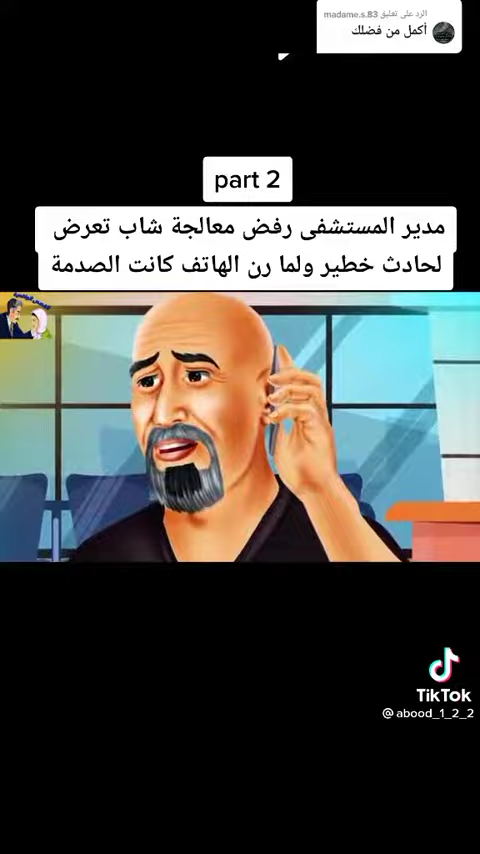 الرد على تعليق madame.s.83
أكمل من فضلك
part 2
مدير المستشفى رفض معالجة شاب تعرض
لحادث خطير ولما رن الهاتف كانت الصدمة
TikTok
@abood_1_2_2